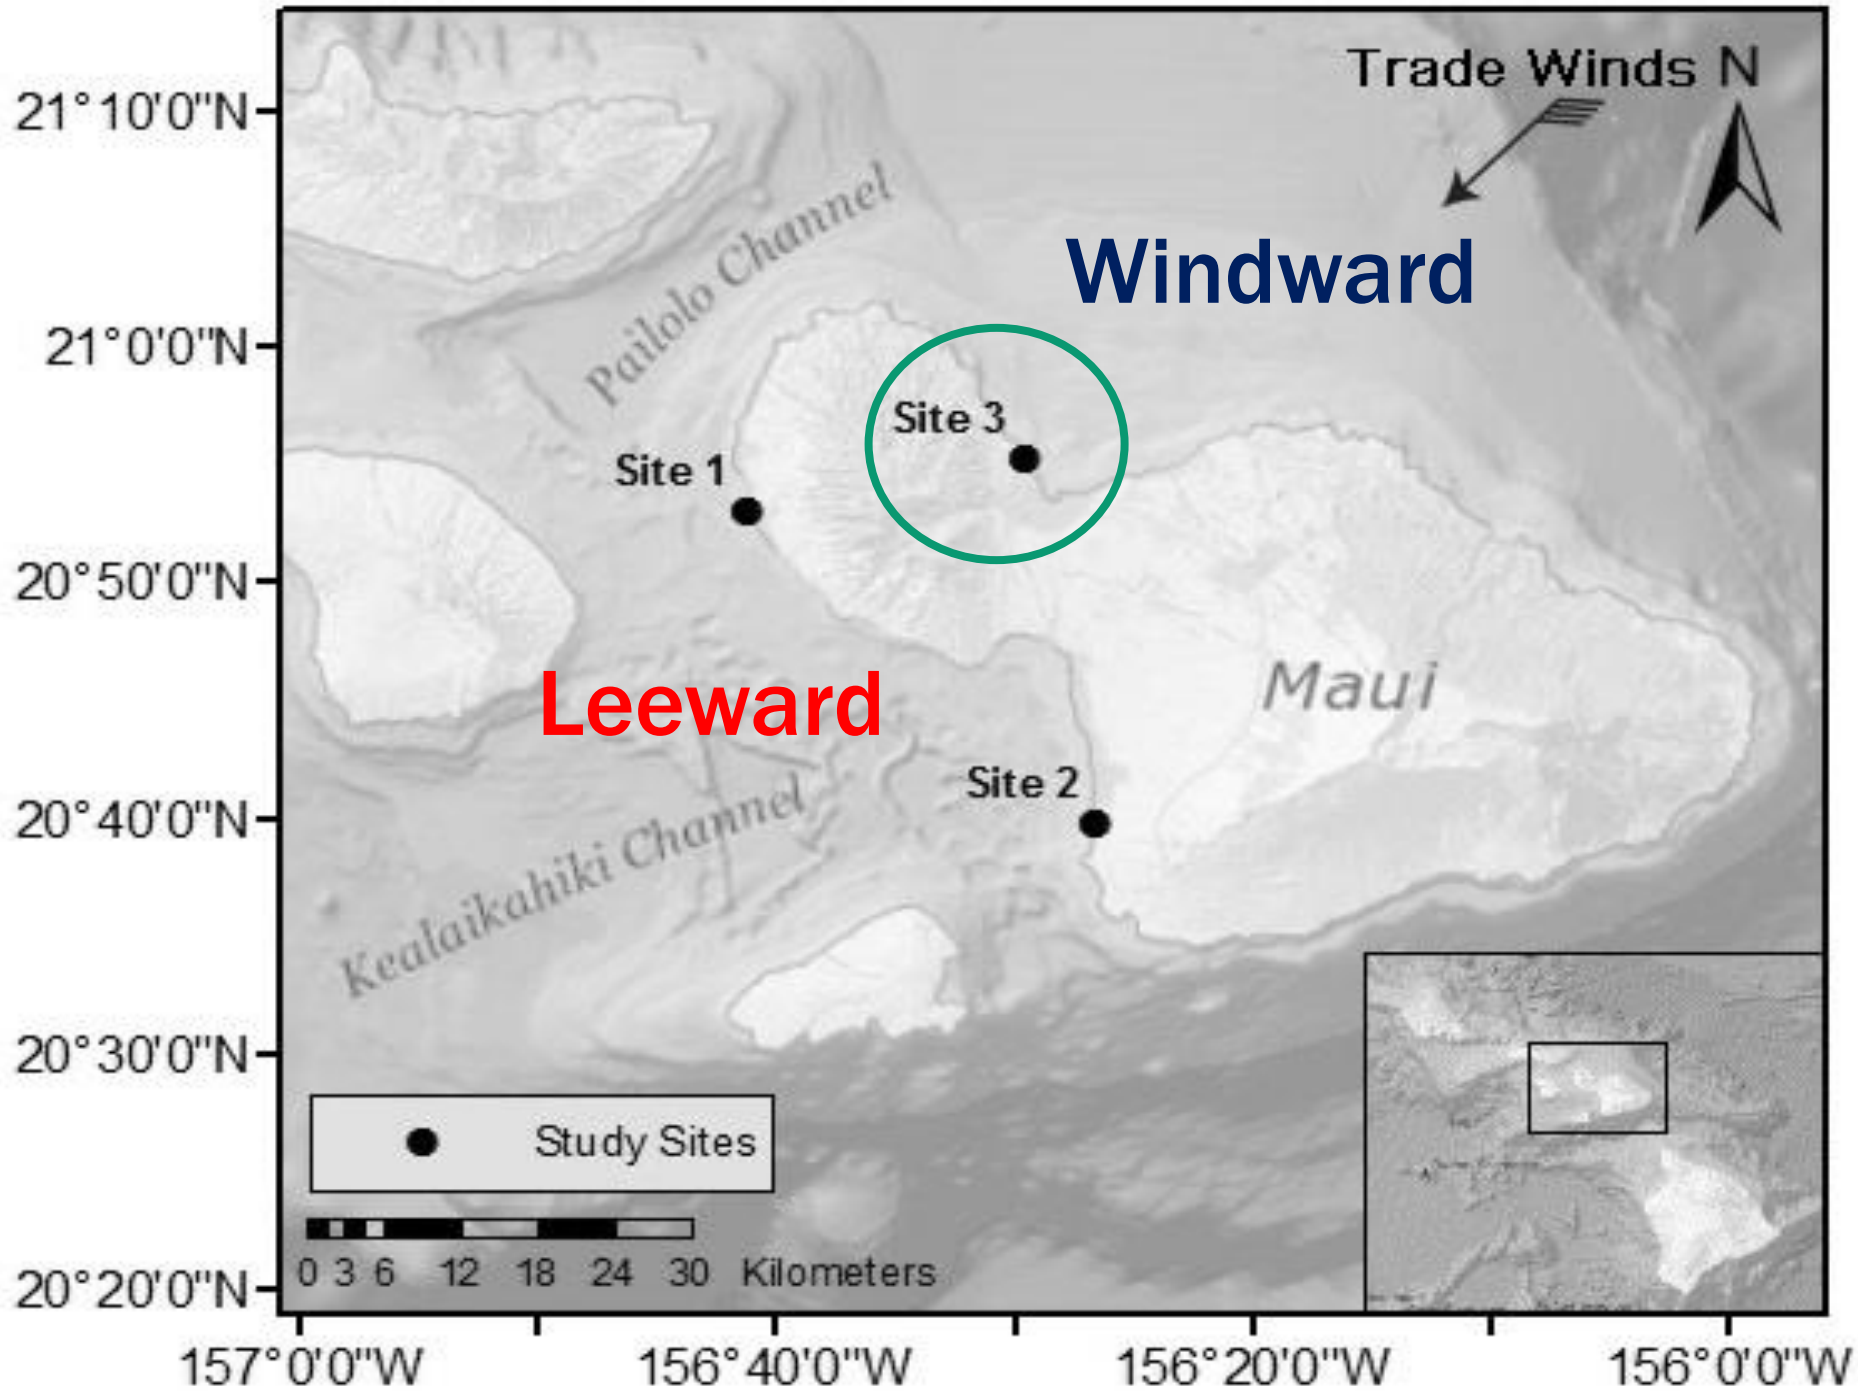 Trade Winds N
21°10'0"N
Pailolo Channel
Windward
21°0'0"N
Site 3
Site 1
20°50'0"N
Leeward
Maui
Site 2
20°40'0"N
Kealaikahiki Channel
20°30'0"N
Study Sites
0 3 6 12 18 24 30 Kilometers
20°20'0"N
157°0'0"W 156°40'0"W 156°20'0"W 156°0'0"W